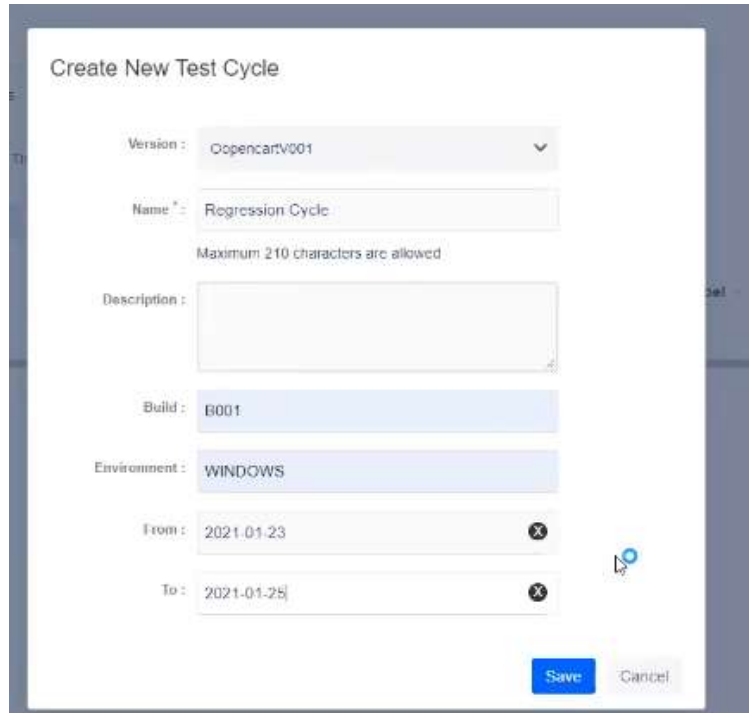 Create New Test Cycle
Version :
OopencartV001
Name * :
Regression Cycle
Maximum 210 characters are allowed
Description :
Build :
B001
Environment :
WINDOWS
From :
2021-01-23
X
To :
2021-01-25
X
Save
Cancel